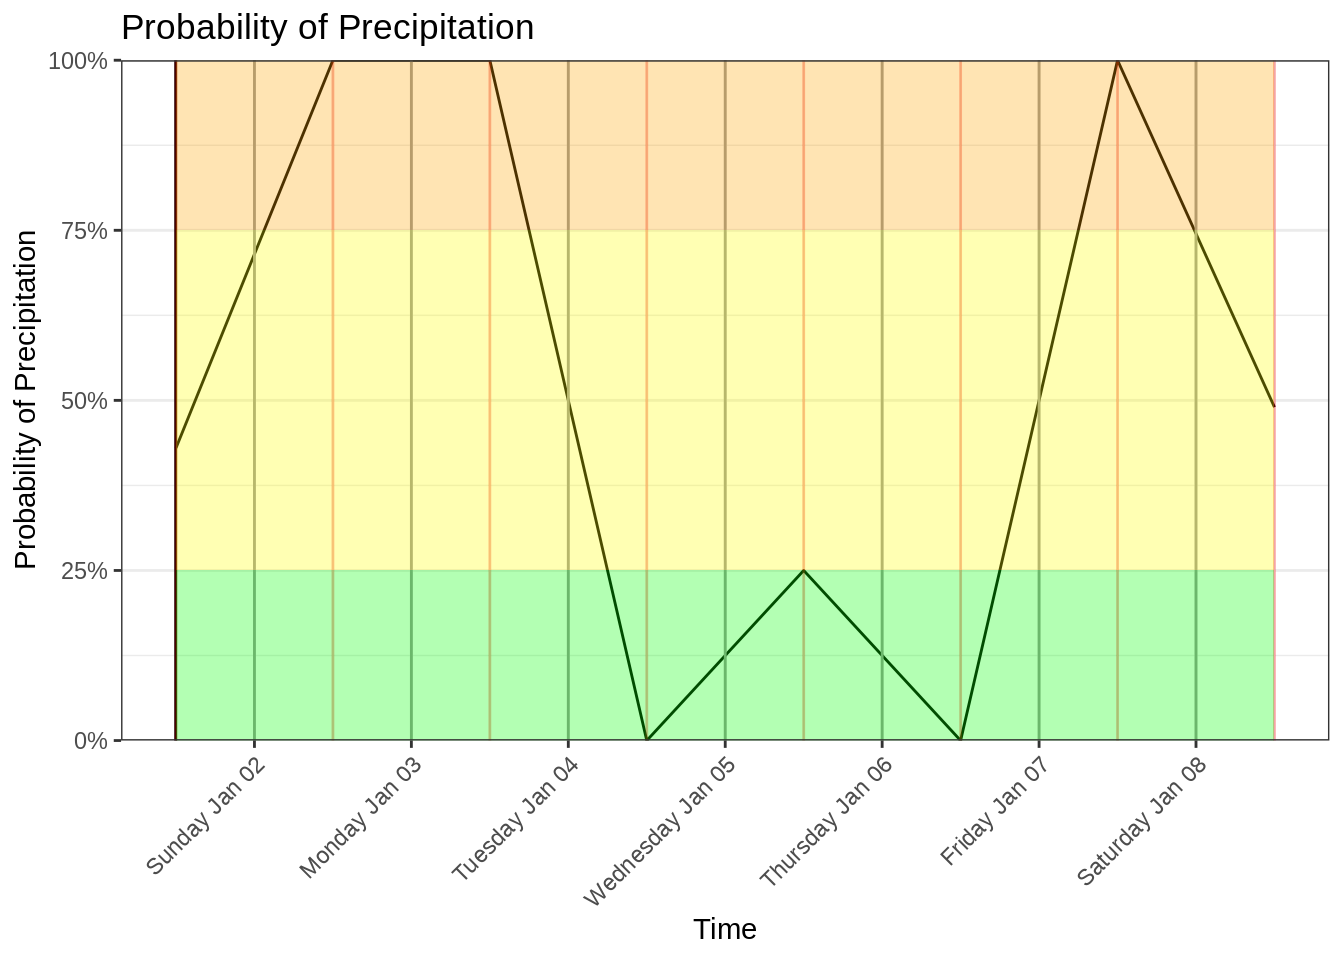 Probability of Precipitation
Probability of Precipitation
100%
75%
50%
25%
0%
Sunday Jan 02
Monday Jan 03
Tuesday Jan 04
Wednesday Jan 05
Thursday Jan 06
Friday Jan 07
Saturday Jan 08
Time